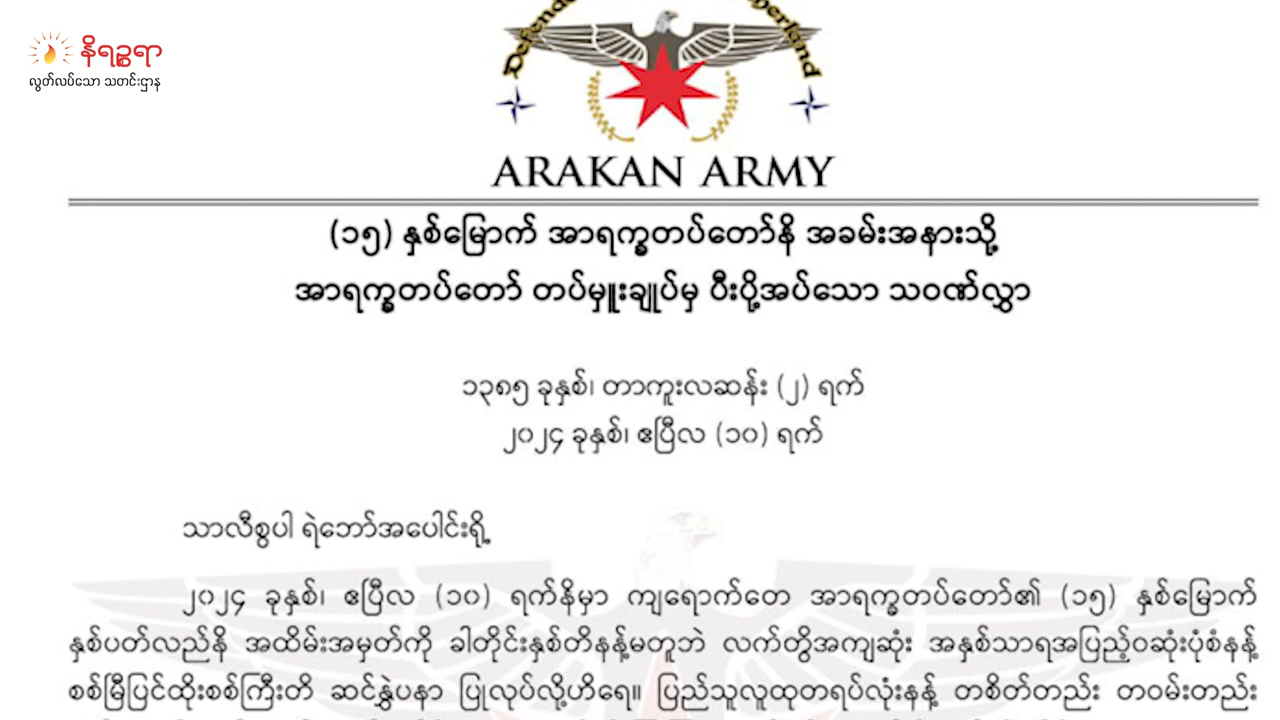 နိရဉ္စရာ
လွတ်လပ်သော သတင်းဌာန
ARAKAN ARMY
(၁၅) နှစ်မြောက် အာရက္ခတပ်တော်နိ အခမ်းအနားသို့
အာရက္ခတပ်တော် တပ်မှူးချုပ်မှ ပီးပို့အပ်သော သဝဏ်လွှာ
၁၃၈၅ ခုနှစ်၊ တာကူးလဆန်း (၂) ရက်
၂၀၂၄ ခုနှစ်၊ ဧပြီလ (၁၀) ရက်
သာလီစွပါ ရဲဘော်အပေါင်းရို့
၂၀၂၄ ခုနှစ်၊ ဧပြီလ (၁၀) ရက်နိမှာ ကျရောက်တေ အာရက္ခတပ်တော်၏ (၁၅) နှစ်မြောက်
နှစ်ပတ်လည်နိ အထိမ်းအမှတ်ကို ခါတိုင်းနှစ်တိနန့်မတူဘဲ လက်တွိအကျဆုံး အနှစ်သာရအပြည့်ဝဆုံးပုံစံနန့်
စစ်မြီပြင်ထိုးစစ်ကြီးတိ ဆင်နွှဲပနာ ပြုလုပ်လို့ဟိရေ။ ပြည်သူလူထုတရပ်လုံးနန့် တစိတ်တည်း တဝမ်းတည်း